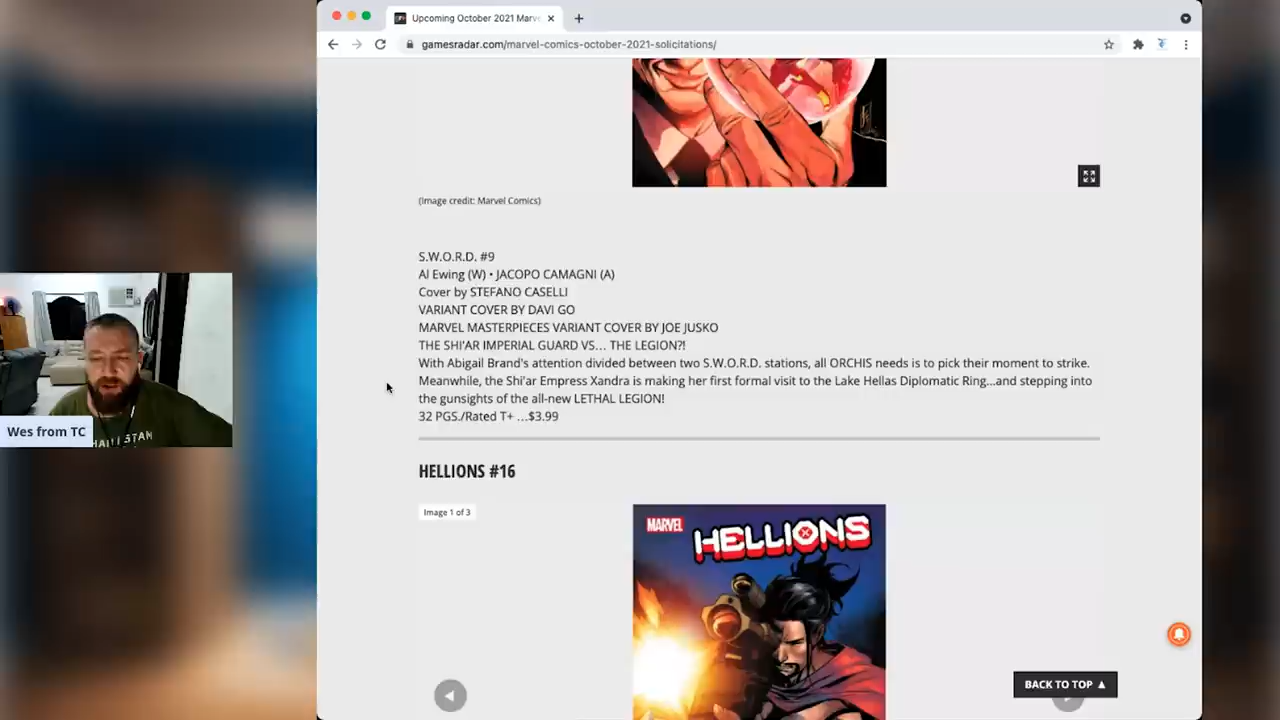 Upcoming October 2021 Marv
gamesradar.com/marvel-comics-october-2021-solicitations/
(Image credit: Marvel Comics)
S.W.O.R.D. #9
Al Ewing (W) • JACOPO CAMAGNI (A)
Cover by STEFANO CASELLI
VARIANT COVER BY DAVI GO
MARVEL MASTERPIECES VARIANT COVER BY JOE JUSKO
THE SHI'AR IMPERIAL GUARD VS… THE LEGION?!
With Abigail Brand's attention divided between two S.W.O.R.D. stations, all ORCHIS needs is to pick their moment to strike.
Meanwhile, the Shi'ar Empress Xandra is making her first formal visit to the Lake Hellas Diplomatic Ring…and stepping into
the gunsights of the all-new LETHAL LEGION!
32 PGS./Rated T+ …$3.99
HELLIONS #16
Image 1 of 3
MARVEL
HELLIONS
BACK TO TOP ▲
Wes from TC